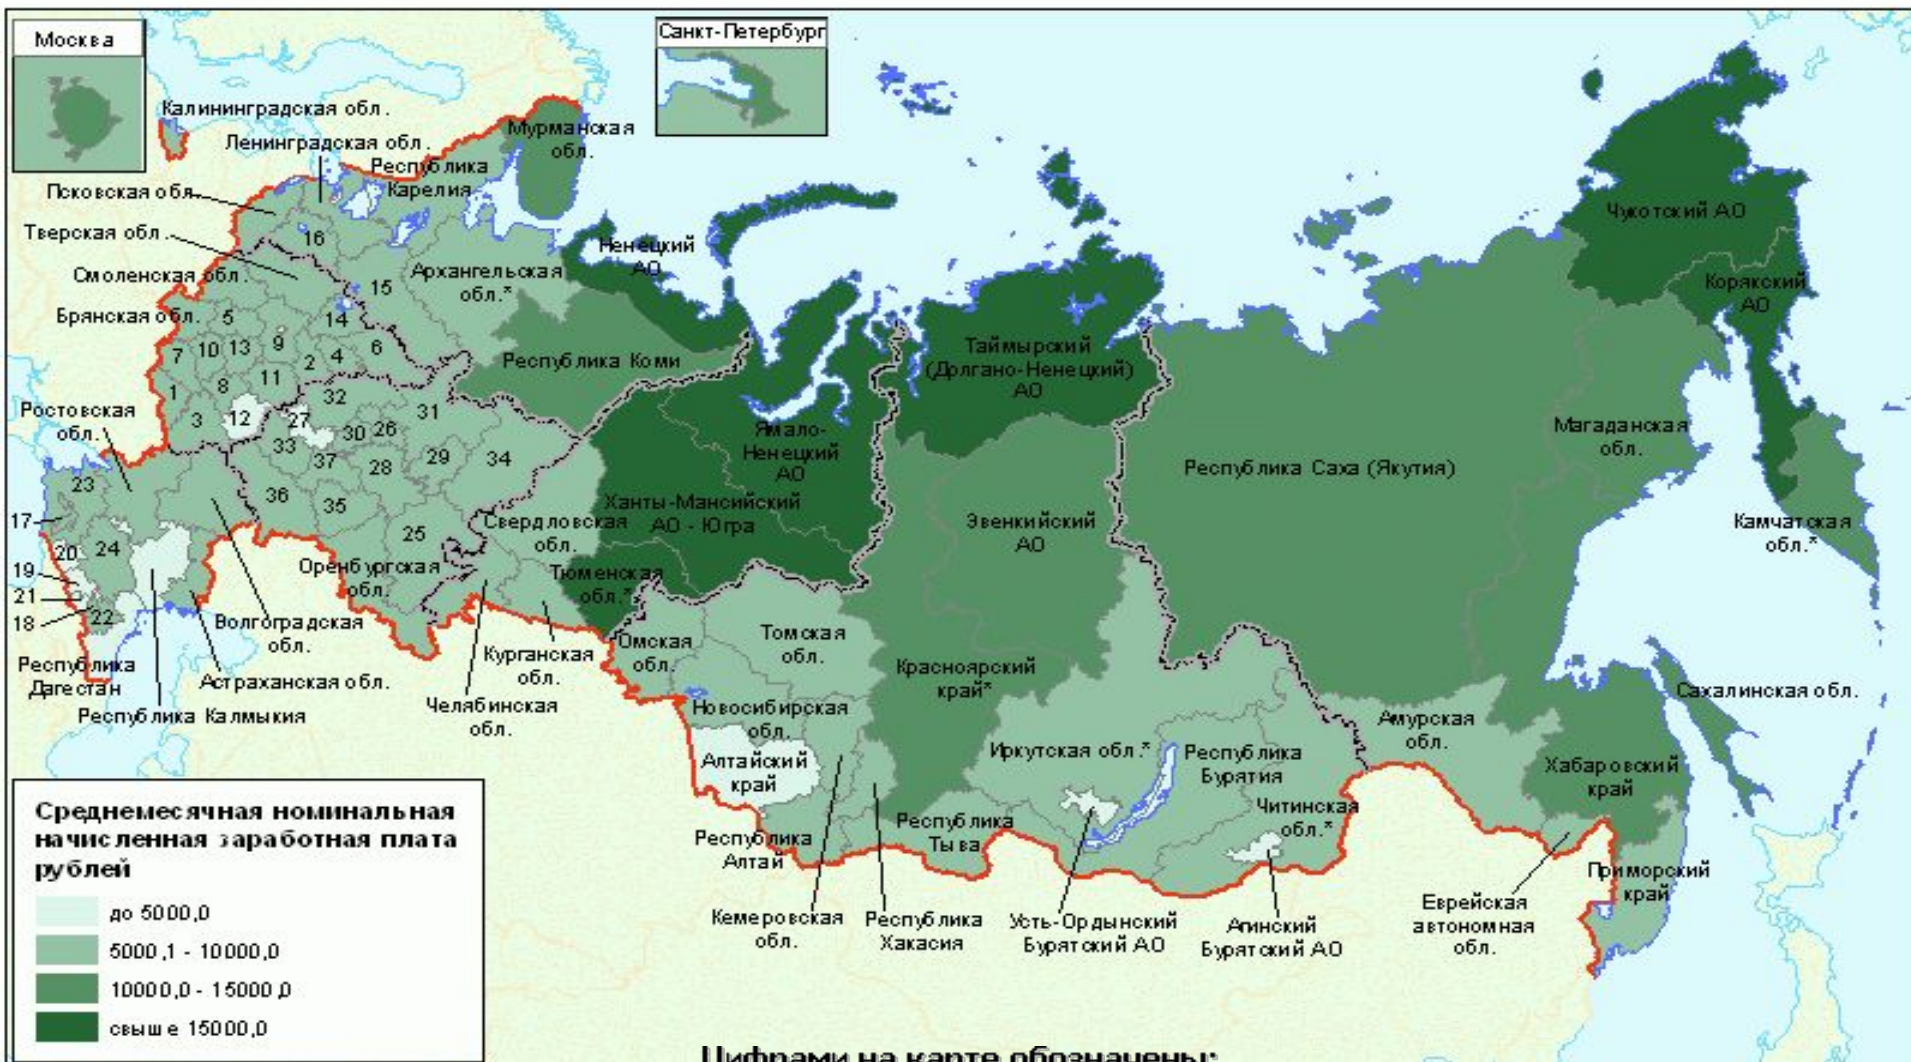 Москва
Санкт-Петербург
Калининградская обл.
Ленинградская обл.
Мурманская
обл.
Республика
Карелия
Псковская обл.
Тверская обл.
Смоленская обл.
Брянская обл.
16
15
Архангельская
обл.*
Ненецкий
АО
Чукотский АО
Корякский
АО
5
14
7
10
13
9
2
4
6
Республика Коми
Таймырский
(Долгано-Ненецкий)
АО
1
8
11
3
12
32
27
31
33
30
26
37
28
29
34
36
35
25
Ростовская
обл.
23
17
20
24
19
21
18
22
Ямало-
Ненецкий
АО
Ханты-Мансийский
АО - Югра
Республика Саха (Якутия)
Магаданская
обл.
Эвенкийский
АО
Камчатская
обл.*
Свердловская
обл.
Тюменская
обл.*
Оренбургская
обл.
Волгоградская
обл.
Астраханская обл.
Республика
Дагестан
Республика Калмыкия
Курганская
обл.
Челябинская
обл.
Омская
обл.
Томская
обл.
Красноярский
край*
Новосибирская
обл.
Алтайский
край
Иркутская обл.*
Республика
Бурятия
Читинская
обл.*
Амурская
обл.
Сахалинская обл.
Хабаровский
край
Республика
Алтай
Республика
Тыва
Кемеровская
обл.
Республика
Хакасия
Усть-Ордынский
Бурятский АО
Агинский
Бурятский АО
Еврейская
автономная
обл.
Приморский
край
Среднемесячная номинальная
начисленная заработная плата
рублей
до 5000,0
5000,1 - 10000,0
10000,0 - 15000,0
свыше 15000,0
Цифрами на карте обозначены: